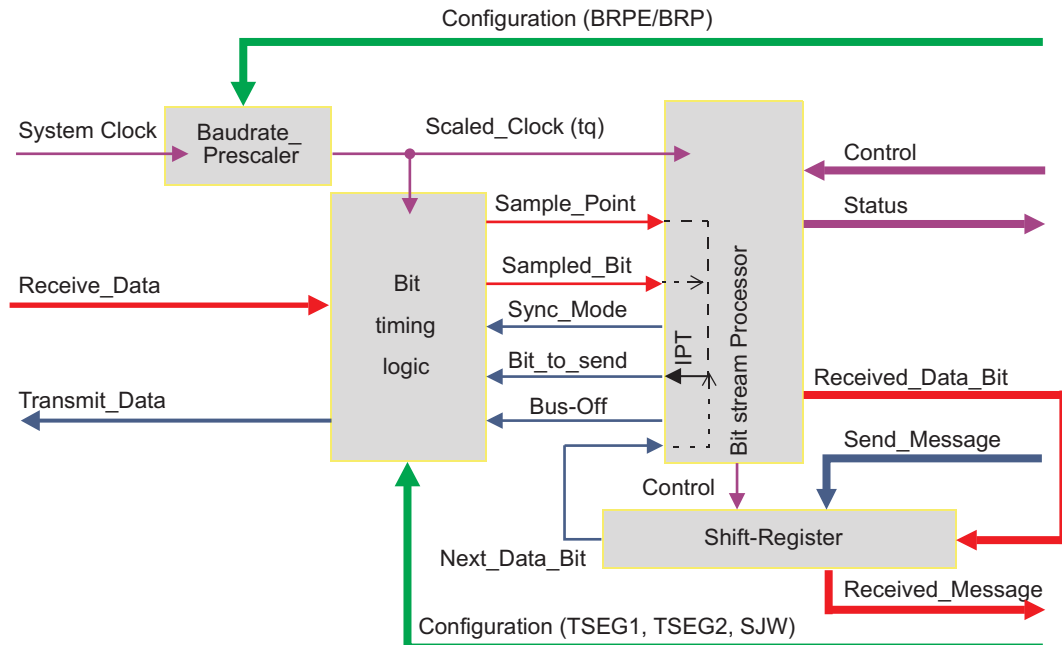 Configuration (BRPE/BRP)
System Clock
Baudrate_
Prescaler
Scaled_Clock (tq)
Control
Status
Sample_Point
Sampled_Bit
Receive_Data
Bit
timing
logic
Sync_Mode
Bit_to_send
IPT
Bit stream Processor
Bus-Off
Transmit_Data
Received_Data_Bit
Send_Message
Control
Shift-Register
Next_Data_Bit
Received_Message
Configuration (TSEG1, TSEG2, SJW)